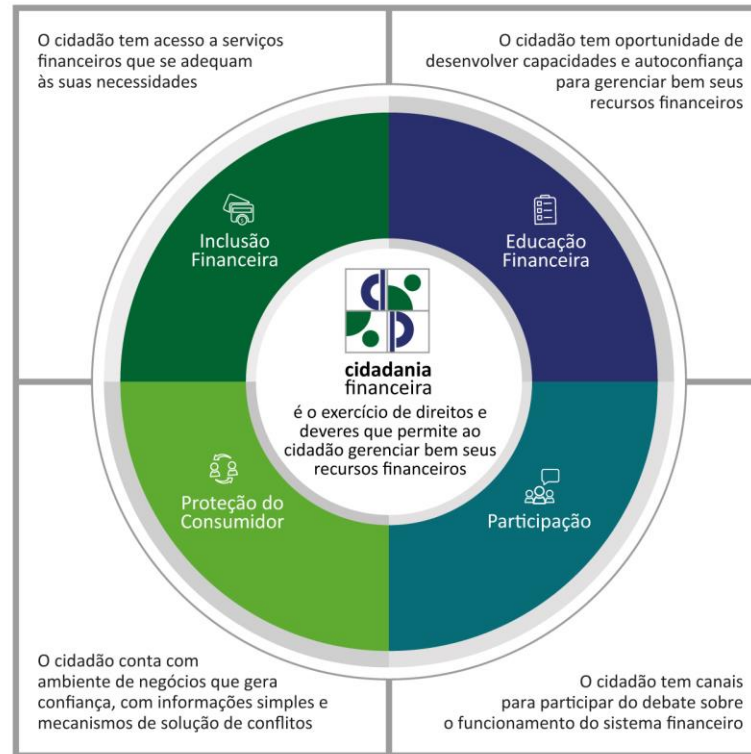 O cidadão tem acesso a serviços
financeiros que se adequam
às suas necessidades
O cidadão tem oportunidade de
desenvolver capacidades e autoconfiança
para gerenciar bem seus
recursos financeiros
Inclusão
Financeira
Educação
Financeira
cidadania
financeira
é o exercício de direitos e
deveres que permite ao
cidadão gerenciar bem seus
recursos financeiros
Proteção do
Consumidor
Participação
O cidadão conta com
ambiente de negócios que gera
confiança, com informações simples e
mecanismos de solução de conflitos
O cidadão tem canais
para participar do debate sobre
o funcionamento do sistema financeiro